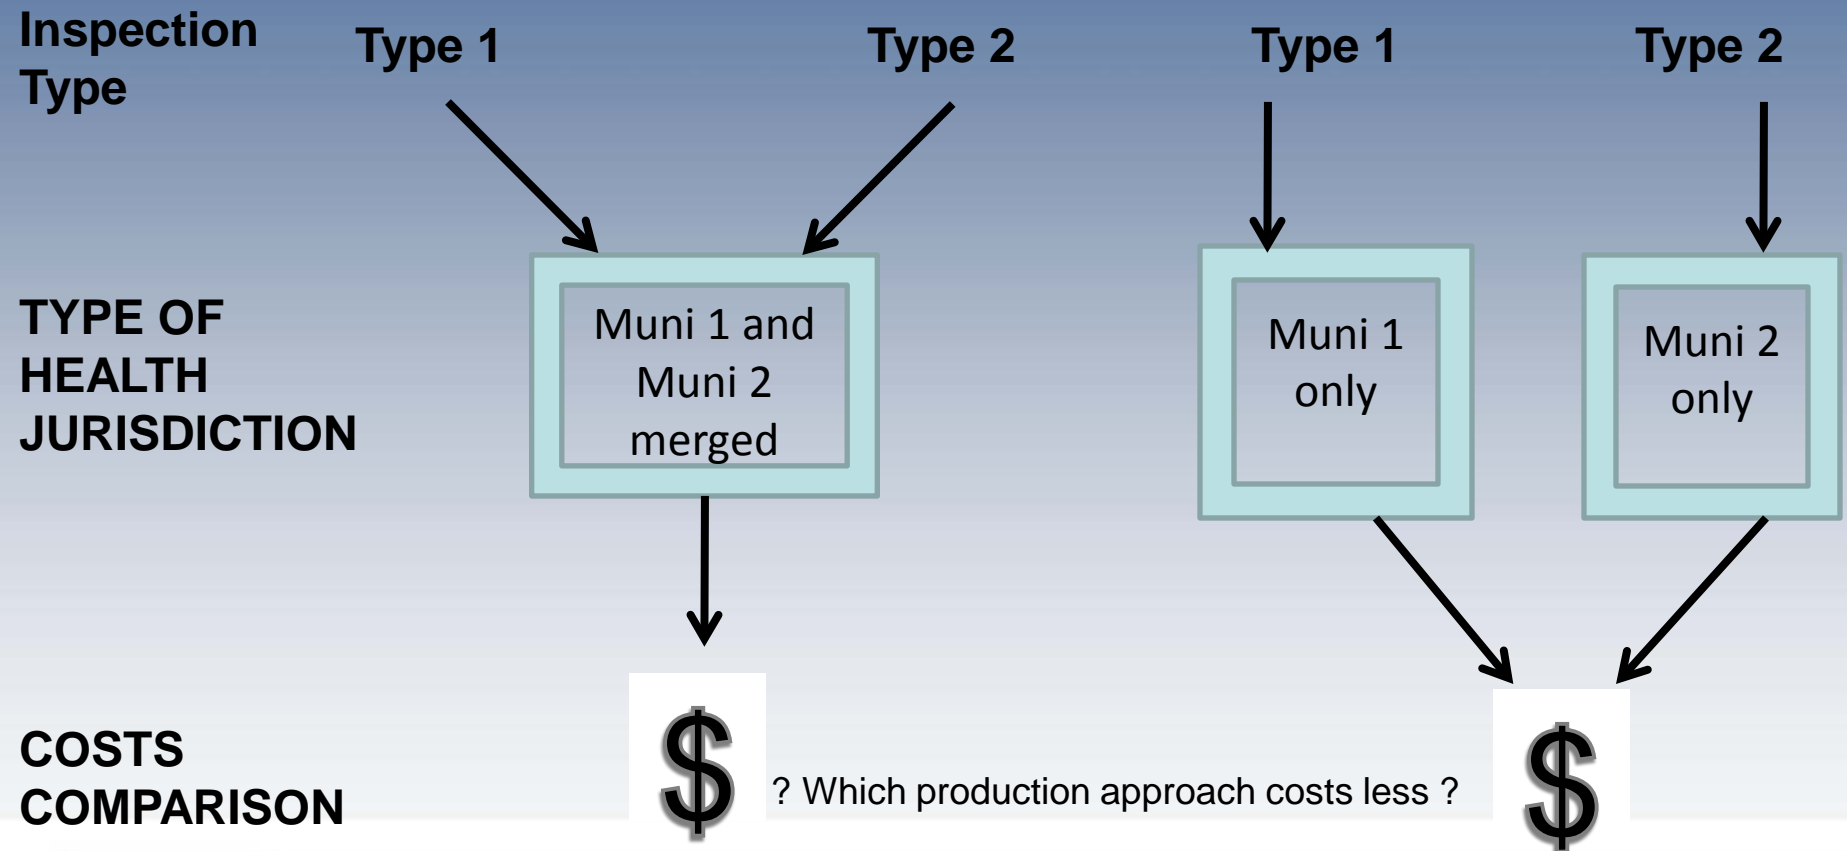 Inspection
Type
Type 1
Type 2
Type 1
Type 2
TYPE OF
HEALTH
JURISDICTION
Muni 1 and
Muni 2
merged
Muni 1
only
Muni 2
only
COSTS
COMPARISON
$
? Which production approach costs less ?
$